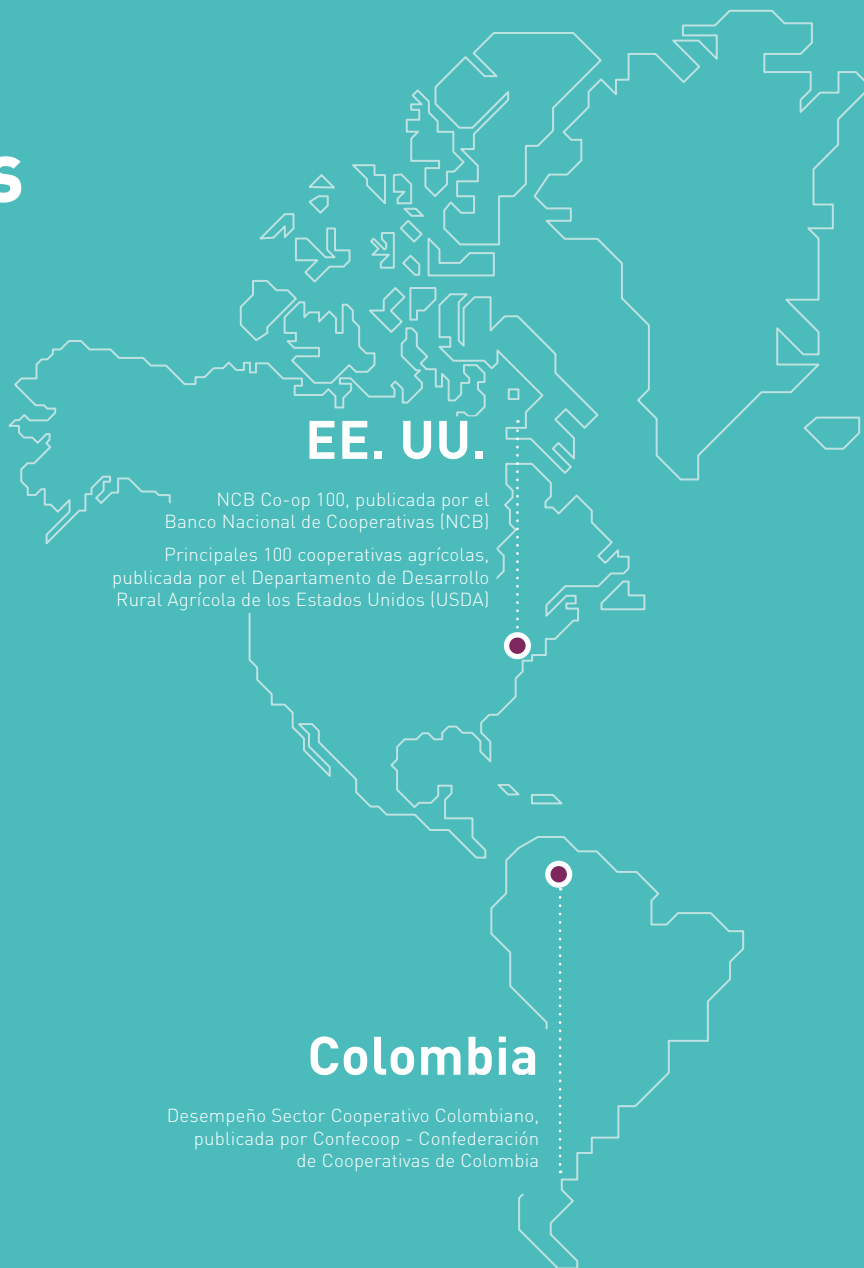 s
EE. UU.
NCB Co-op 100, publicada por el
Banco Nacional de Cooperativas (NCB)
Principales 100 cooperativas agrícolas,
publicada por el Departamento de Desarrollo
Rural Agrícola de los Estados Unidos (USDA)
Colombia
Desempeño Sector Cooperativo Colombiano,
publicada por Confecoop - Confederación
de Cooperativas de Colombia